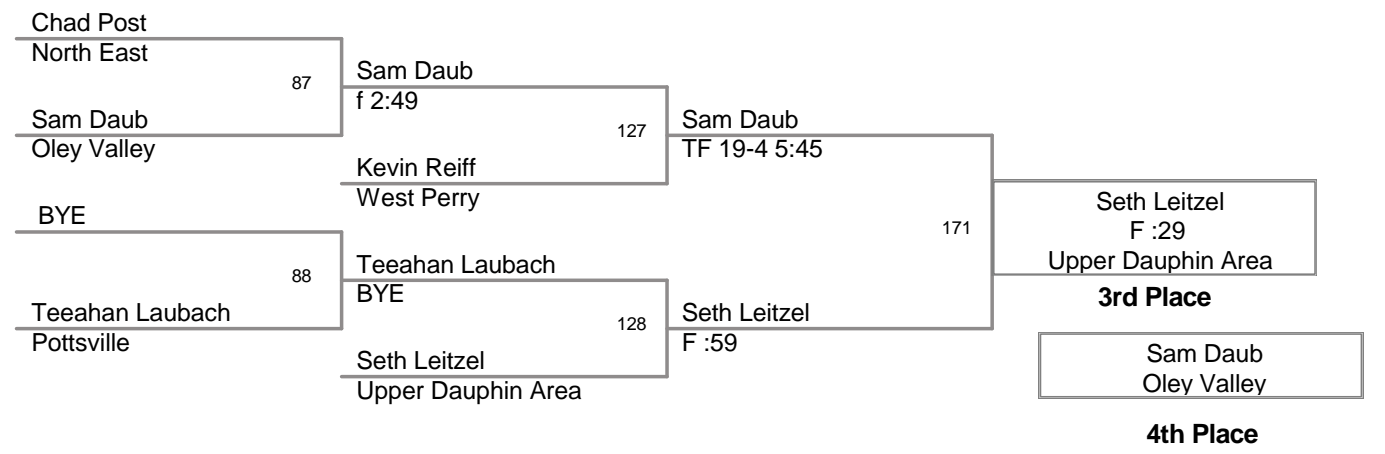 Chad Post
North East
87
Sam Daub
f 2:49
Sam Daub
Oley Valley
127
Sam Daub
TF 19-4 5:45
Kevin Reiff
West Perry
BYE
171
Seth Leitzel
F :29
Upper Dauphin Area
3rd Place
88
Teeahan Laubach
BYE
Teeahan Laubach
Pottsville
128
Seth Leitzel
F :59
Seth Leitzel
Upper Dauphin Area
Sam Daub
Oley Valley
4th Place